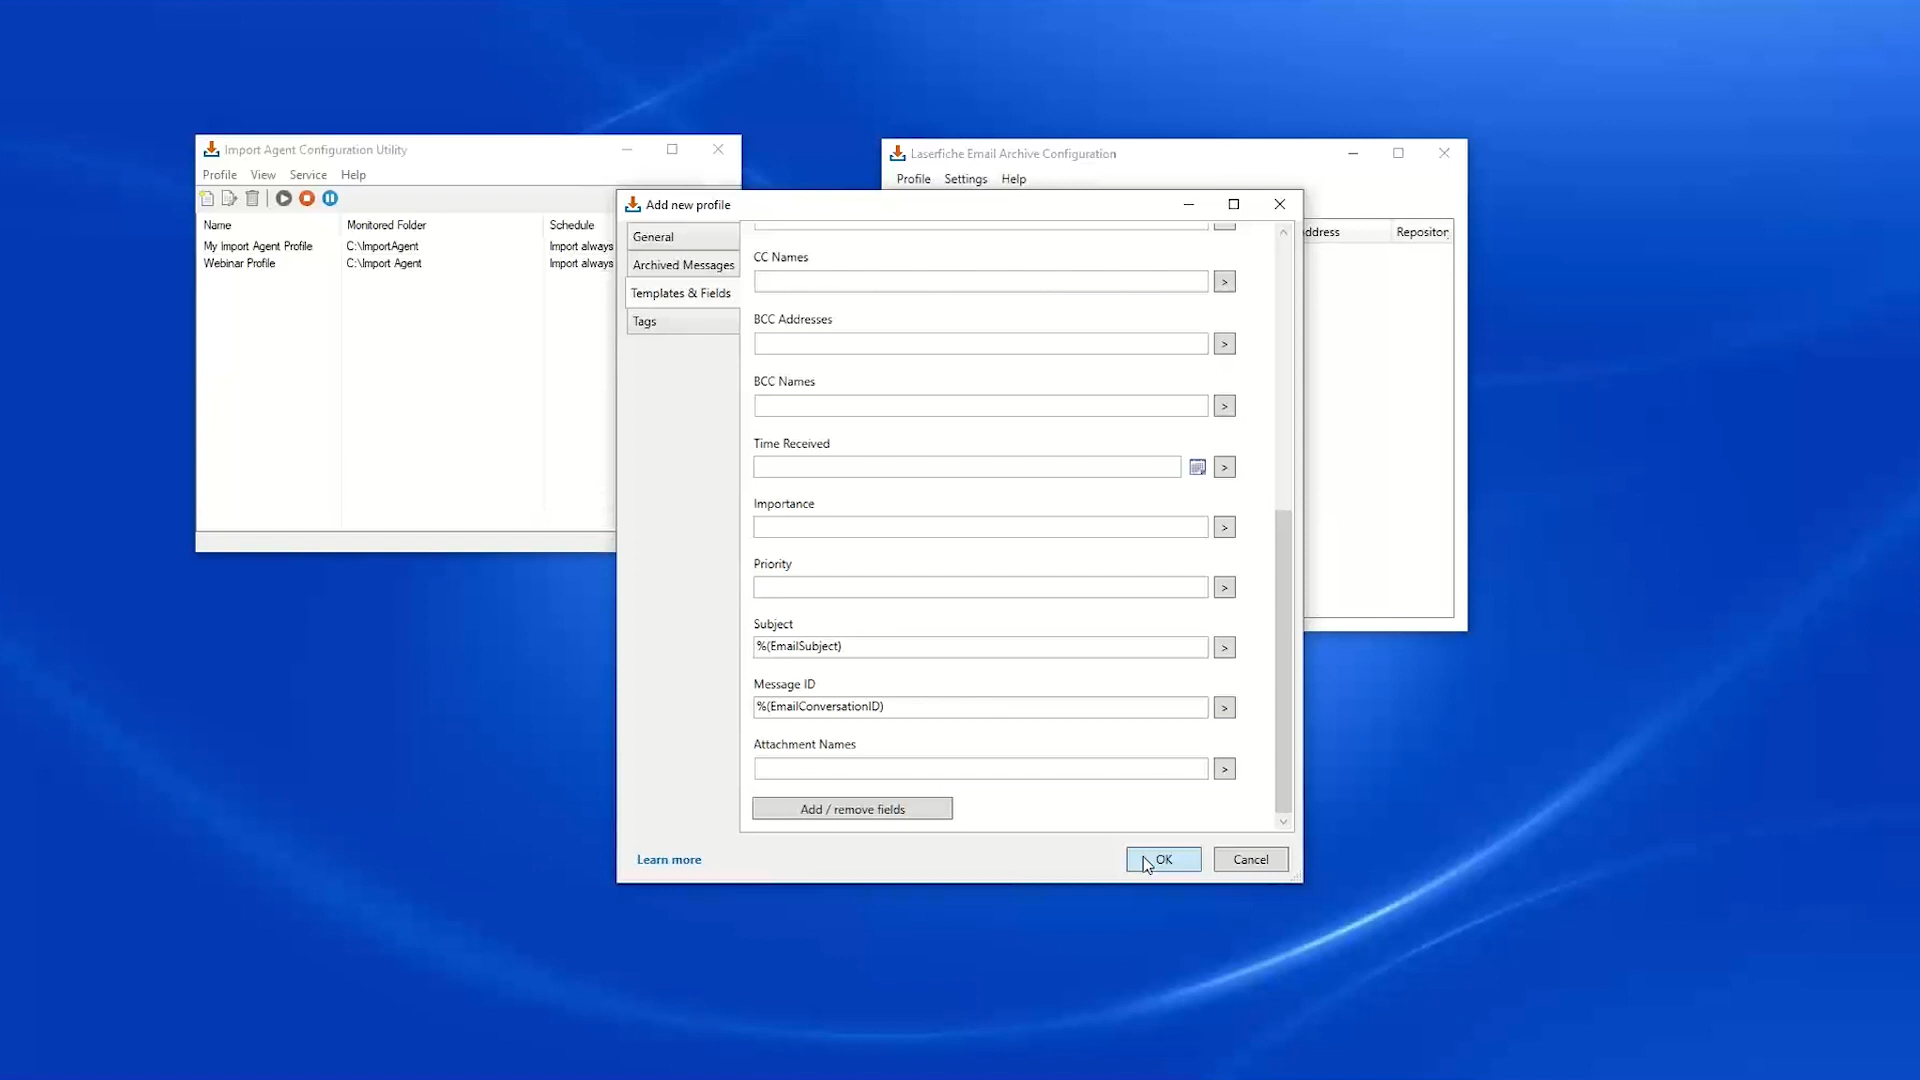 Import Agent Configuration Utility
Profile View Service Help
Name Monitored Folder Schedule
My Import Agent Profile C:\ImportAgent Import always
Webinar Profile C:\Import Agent Import always
Laserfiche Email Archive Configuration
Profile Settings Help
ddress Repositor
Add new profile
General
Archived Messages
Templates & Fields
Tags
CC Names
>
BCC Addresses
>
BCC Names
>
Time Received
>
Importance
>
Priority
>
Subject
%(EmailSubject)
>
Message ID
%(EmailConversationID)
>
Attachment Names
>
Add / remove fields
Learn more
OK
Cancel